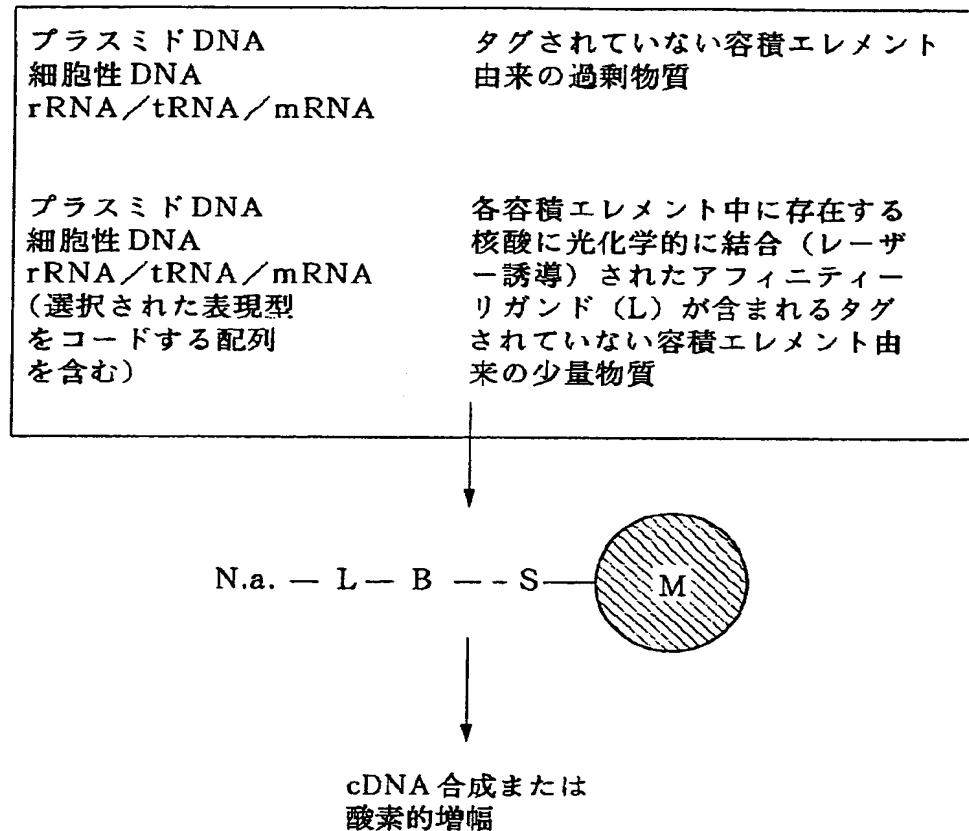 プラスミドDNA
細胞性DNA
rRNA／tRNA／mRNA
タグされていない容積エレメント
由来の過剰物質
プラスミドDNA
細胞性DNA
rRNA／tRNA／mRNA
(選択された表現型
をコードする配列
を含む)
各容積エレメント中に存在する
核酸に光化学的に結合（レーザ
ー誘導）されたアフィニティー
リガンド（L）が含まれるタグ
されていない容積エレメント由
来の少量物質
N.a. — L — B — - S — M
cDNA合成または
酸素的増幅